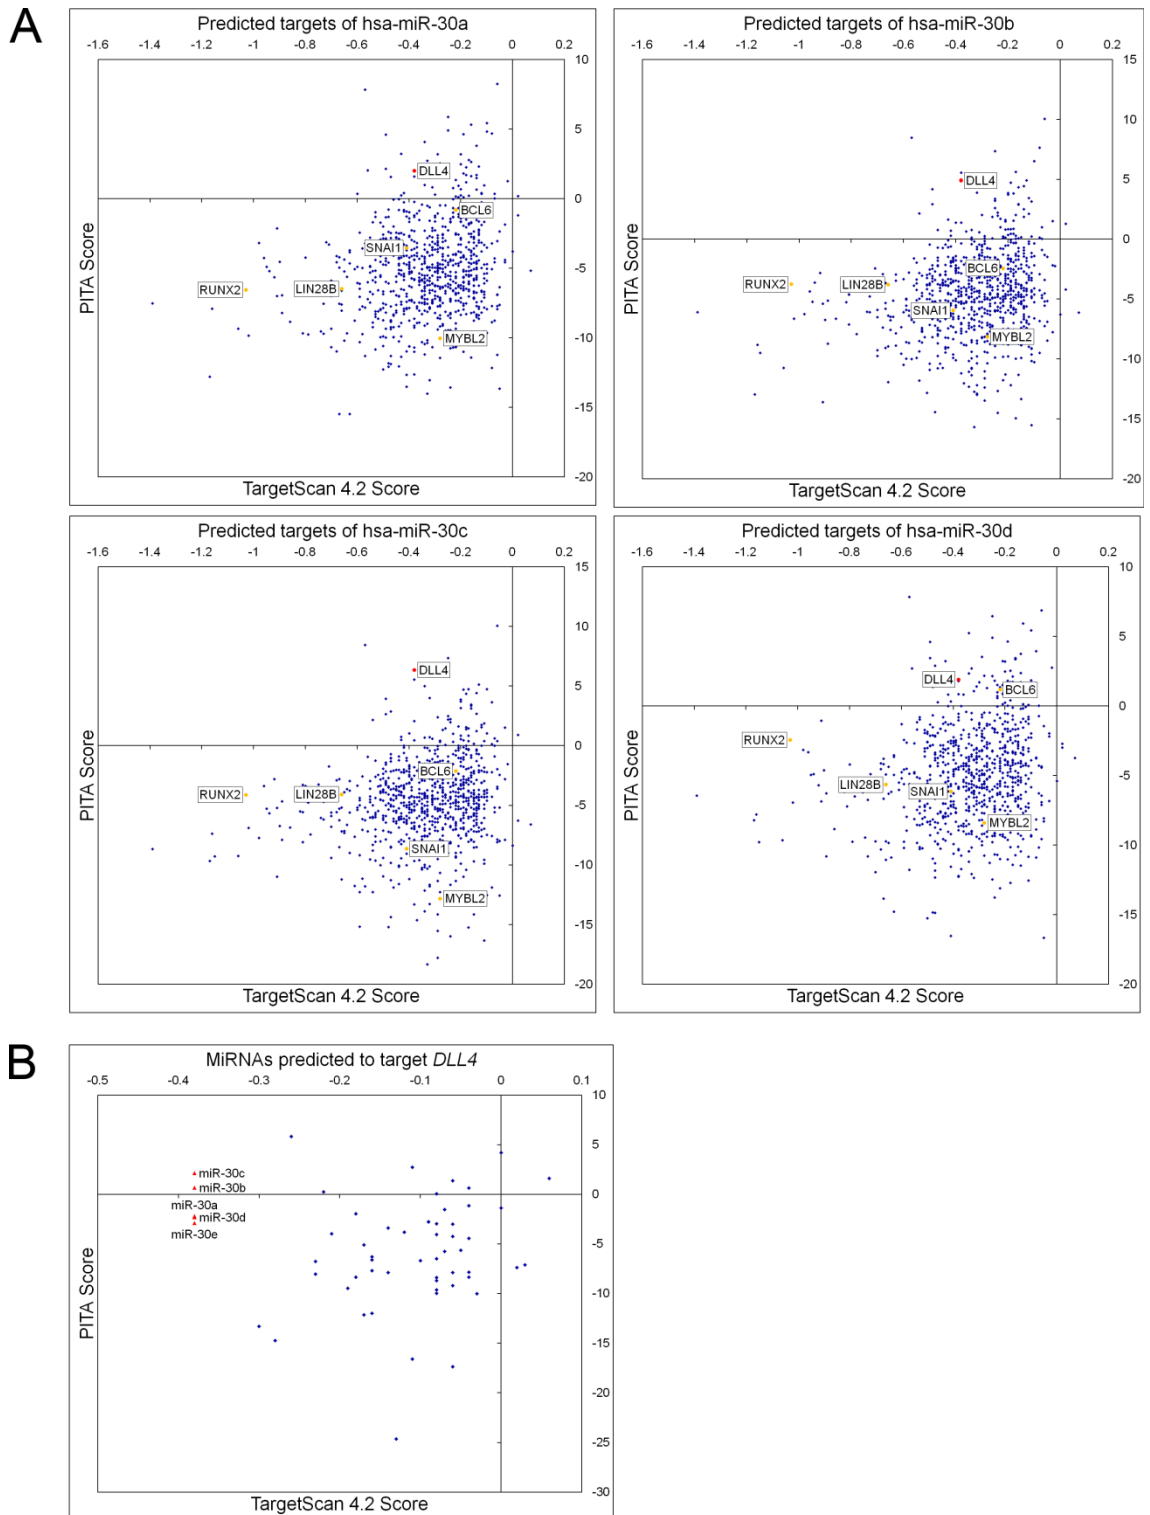 A
Predicted targets of hsa-miR-30a
-1.6 -1.4 -1.2 -1 -0.8 -0.6 -0.4 -0.2 0 0.2
10
5
DLL4
0
BCL6
SNAI1
PITA Score
-5
RUNX2 LIN28B
MYBL2
-10
-15
-20
TargetScan 4.2 Score
Predicted targets of hsa-miR-30b
-1.6 -1.4 -1.2 -1 -0.8 -0.6 -0.4 -0.2 0 0.2
15
10
DLL4
5
0
PITA Score
BCL6
RUNX2 LIN28B
-5
SNAI1
MYBL2
-10
-15
-20
TargetScan 4.2 Score
Predicted targets of hsa-miR-30c
-1.6 -1.4 -1.2 -1 -0.8 -0.6 -0.4 -0.2 0 0.2
15
10
DLL4
5
0
PITA Score
BCL6
RUNX2 LIN28B
-5
SNAI1
-10
MYBL2
-15
-20
TargetScan 4.2 Score
Predicted targets of hsa-miR-30d
-1.6 -1.4 -1.2 -1 -0.8 -0.6 -0.4 -0.2 0 0.2
10
5
DLL4
BCL6
0
RUNX2
PITA Score
-5
LIN28B
SNAI1
MYBL2
-10
-15
-20
TargetScan 4.2 Score
B
MiRNAs predicted to target DLL4
-0.5 -0.4 -0.3 -0.2 -0.1 0 0.1
10
5
miR-30c
miR-30b
0
miR-30a
miR-30d
miR-30e
-5
PITA Score
-10
-15
-20
-25
-30
TargetScan 4.2 Score